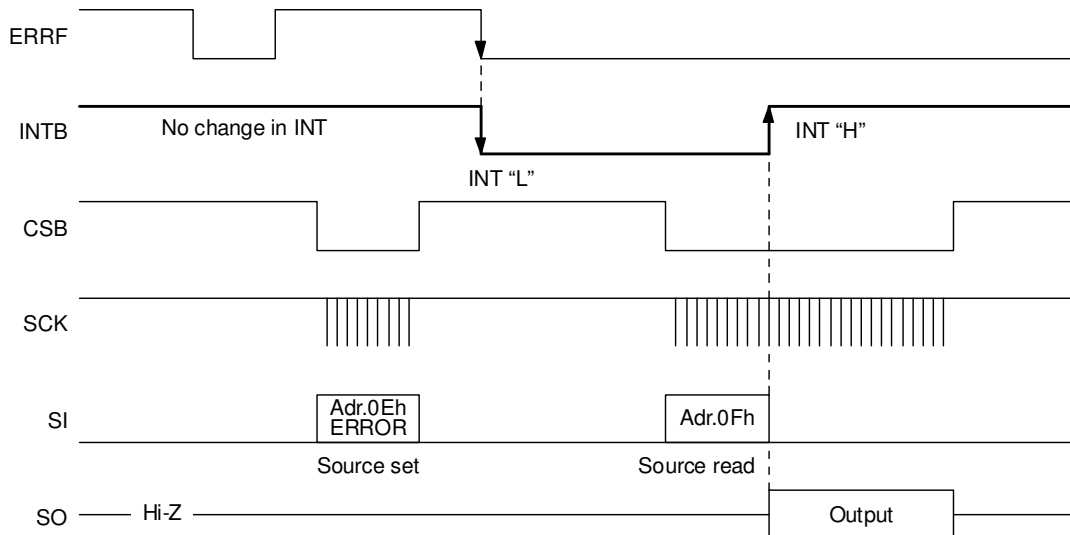 ERRF
INTB
No change in INT
INT “H”
INT “L”
CSB
SCK
SI
Adr.0Eh
ERROR
Adr.0Fh
Source set
Source read
SO
Hi-Z
Output